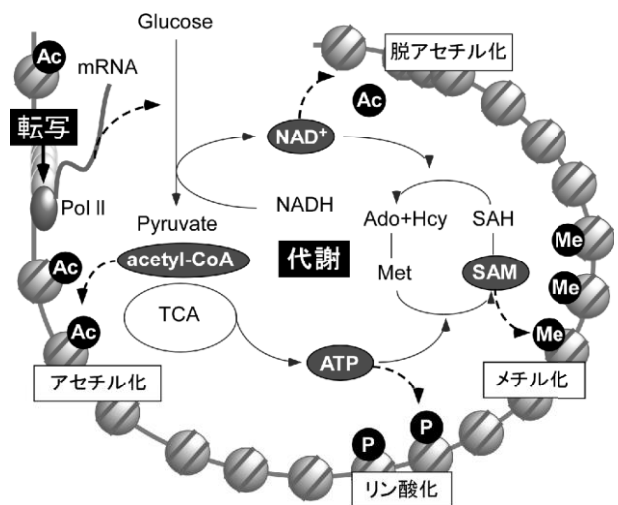 Glucose
Ac
mRNA
脱アセチル化
Ac
転写
NAD+
Pol II
NADH
Pyruvate
Ado+Hcy
SAH
Me
acetyl-CoA
代謝
Ac
Met
SAM
Me
TCA
Ac
Me
ATP
アセチル化
メチル化
P
P
リン酸化